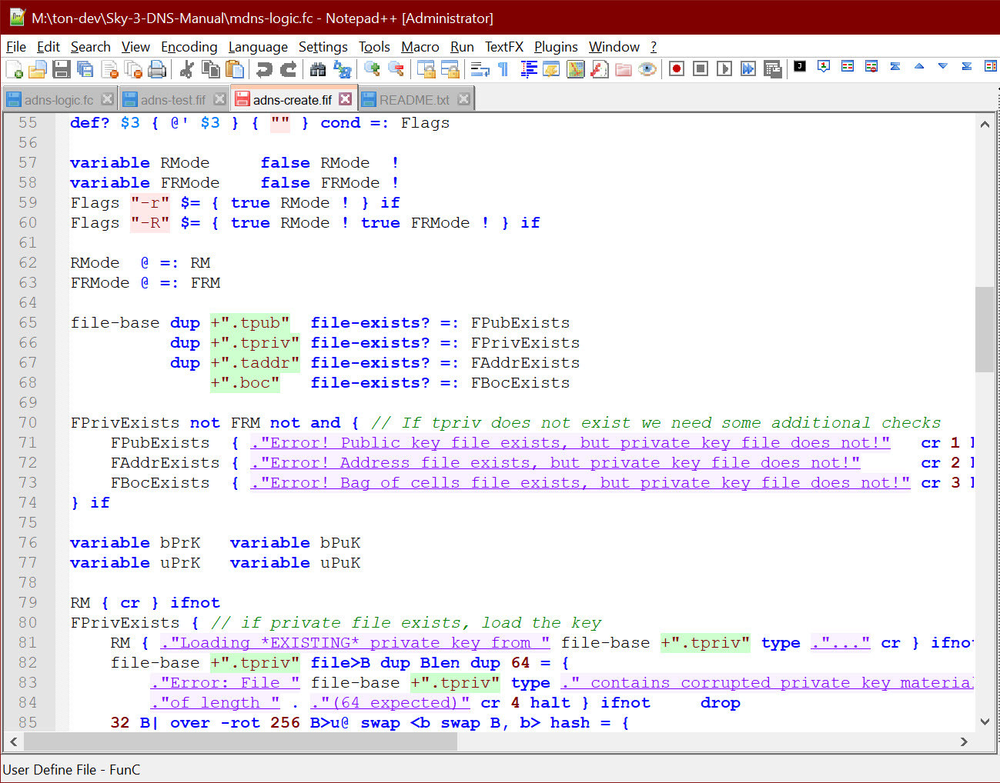 M:\ton-dev\Sky-3-DNS-Manual\mdns-logic.fc - Notepad++ [Administrator]
File Edit Search View Encoding Language Settings Tools Macro Run TextFX Plugins Window ?
adns-logic.fc adns-test.fif adns-create.fif README.txt
55 def? $3 { @' $3 } { "" } cond =: Flags
56
57 variable RMode false RMode !
58 variable FRMode false FRMode !
59 Flags "-r" $= { true RMode ! } if
60 Flags "-R" $= { true RMode ! true FRMode ! } if
61
62 RMode @ =: RM
63 FRMode @ =: FRM
64
65 file-base dup +".tpub" file-exists? =: FPubExists
66 dup +".tpriv" file-exists? =: FPrivExists
67 dup +".taddr" file-exists? =: FAddrExists
68 +".boc" file-exists? =: FBocExists
69
70 FPrivExists not FRM not and { // If tpriv does not exist we need some additional checks
71 FPubExists { ."Error! Public key file exists, but private key file does not!" cr 1
72 FAddrExists { ."Error! Address file exists, but private key file does not!" cr 2
73 FBocExists { ."Error! Bag of cells file exists, but private key file does not!" cr 3
74 } if
75
76 variable bPrK variable bPuK
77 variable uPrK variable uPuK
78
79 RM { cr } ifnot
80 FPrivExists { // if private file exists, load the key
81 RM { ."Loading *EXISTING* private key from " file-base +".tpriv" type ."..." cr } ifno
82 file-base +".tpriv" file>B dup Blen dup 64 = {
83 ."Error: File " file-base +".tpriv" type ." contains corrupted private key material
84 ."of length " . ."(64 expected)" cr 4 halt } ifnot drop
85 32 B| over -rot 256 B>u@ swap <b swap B, b> hash = {
User Define File - FunC